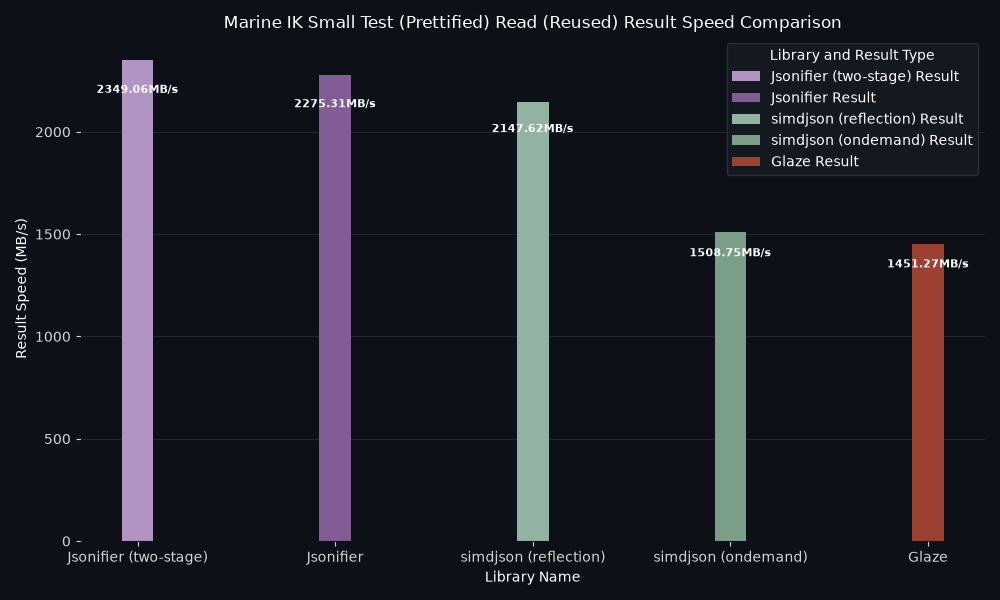 Marine IK Small Test (Prettified) Read (Reused) Result Speed Comparison
Library and Result Type
Jsonifier (two-stage) Result
Jsonifier Result
simdjson (reflection) Result
simdjson (ondemand) Result
Glaze Result
Result Speed (MB/s)
2000
1500
1000
500
0
2349.06MB/s
2275.31MB/s
2147.62MB/s
1508.75MB/s
1451.27MB/s
Jsonifier (two-stage)
Jsonifier
simdjson (reflection)
simdjson (ondemand)
Glaze
Library Name